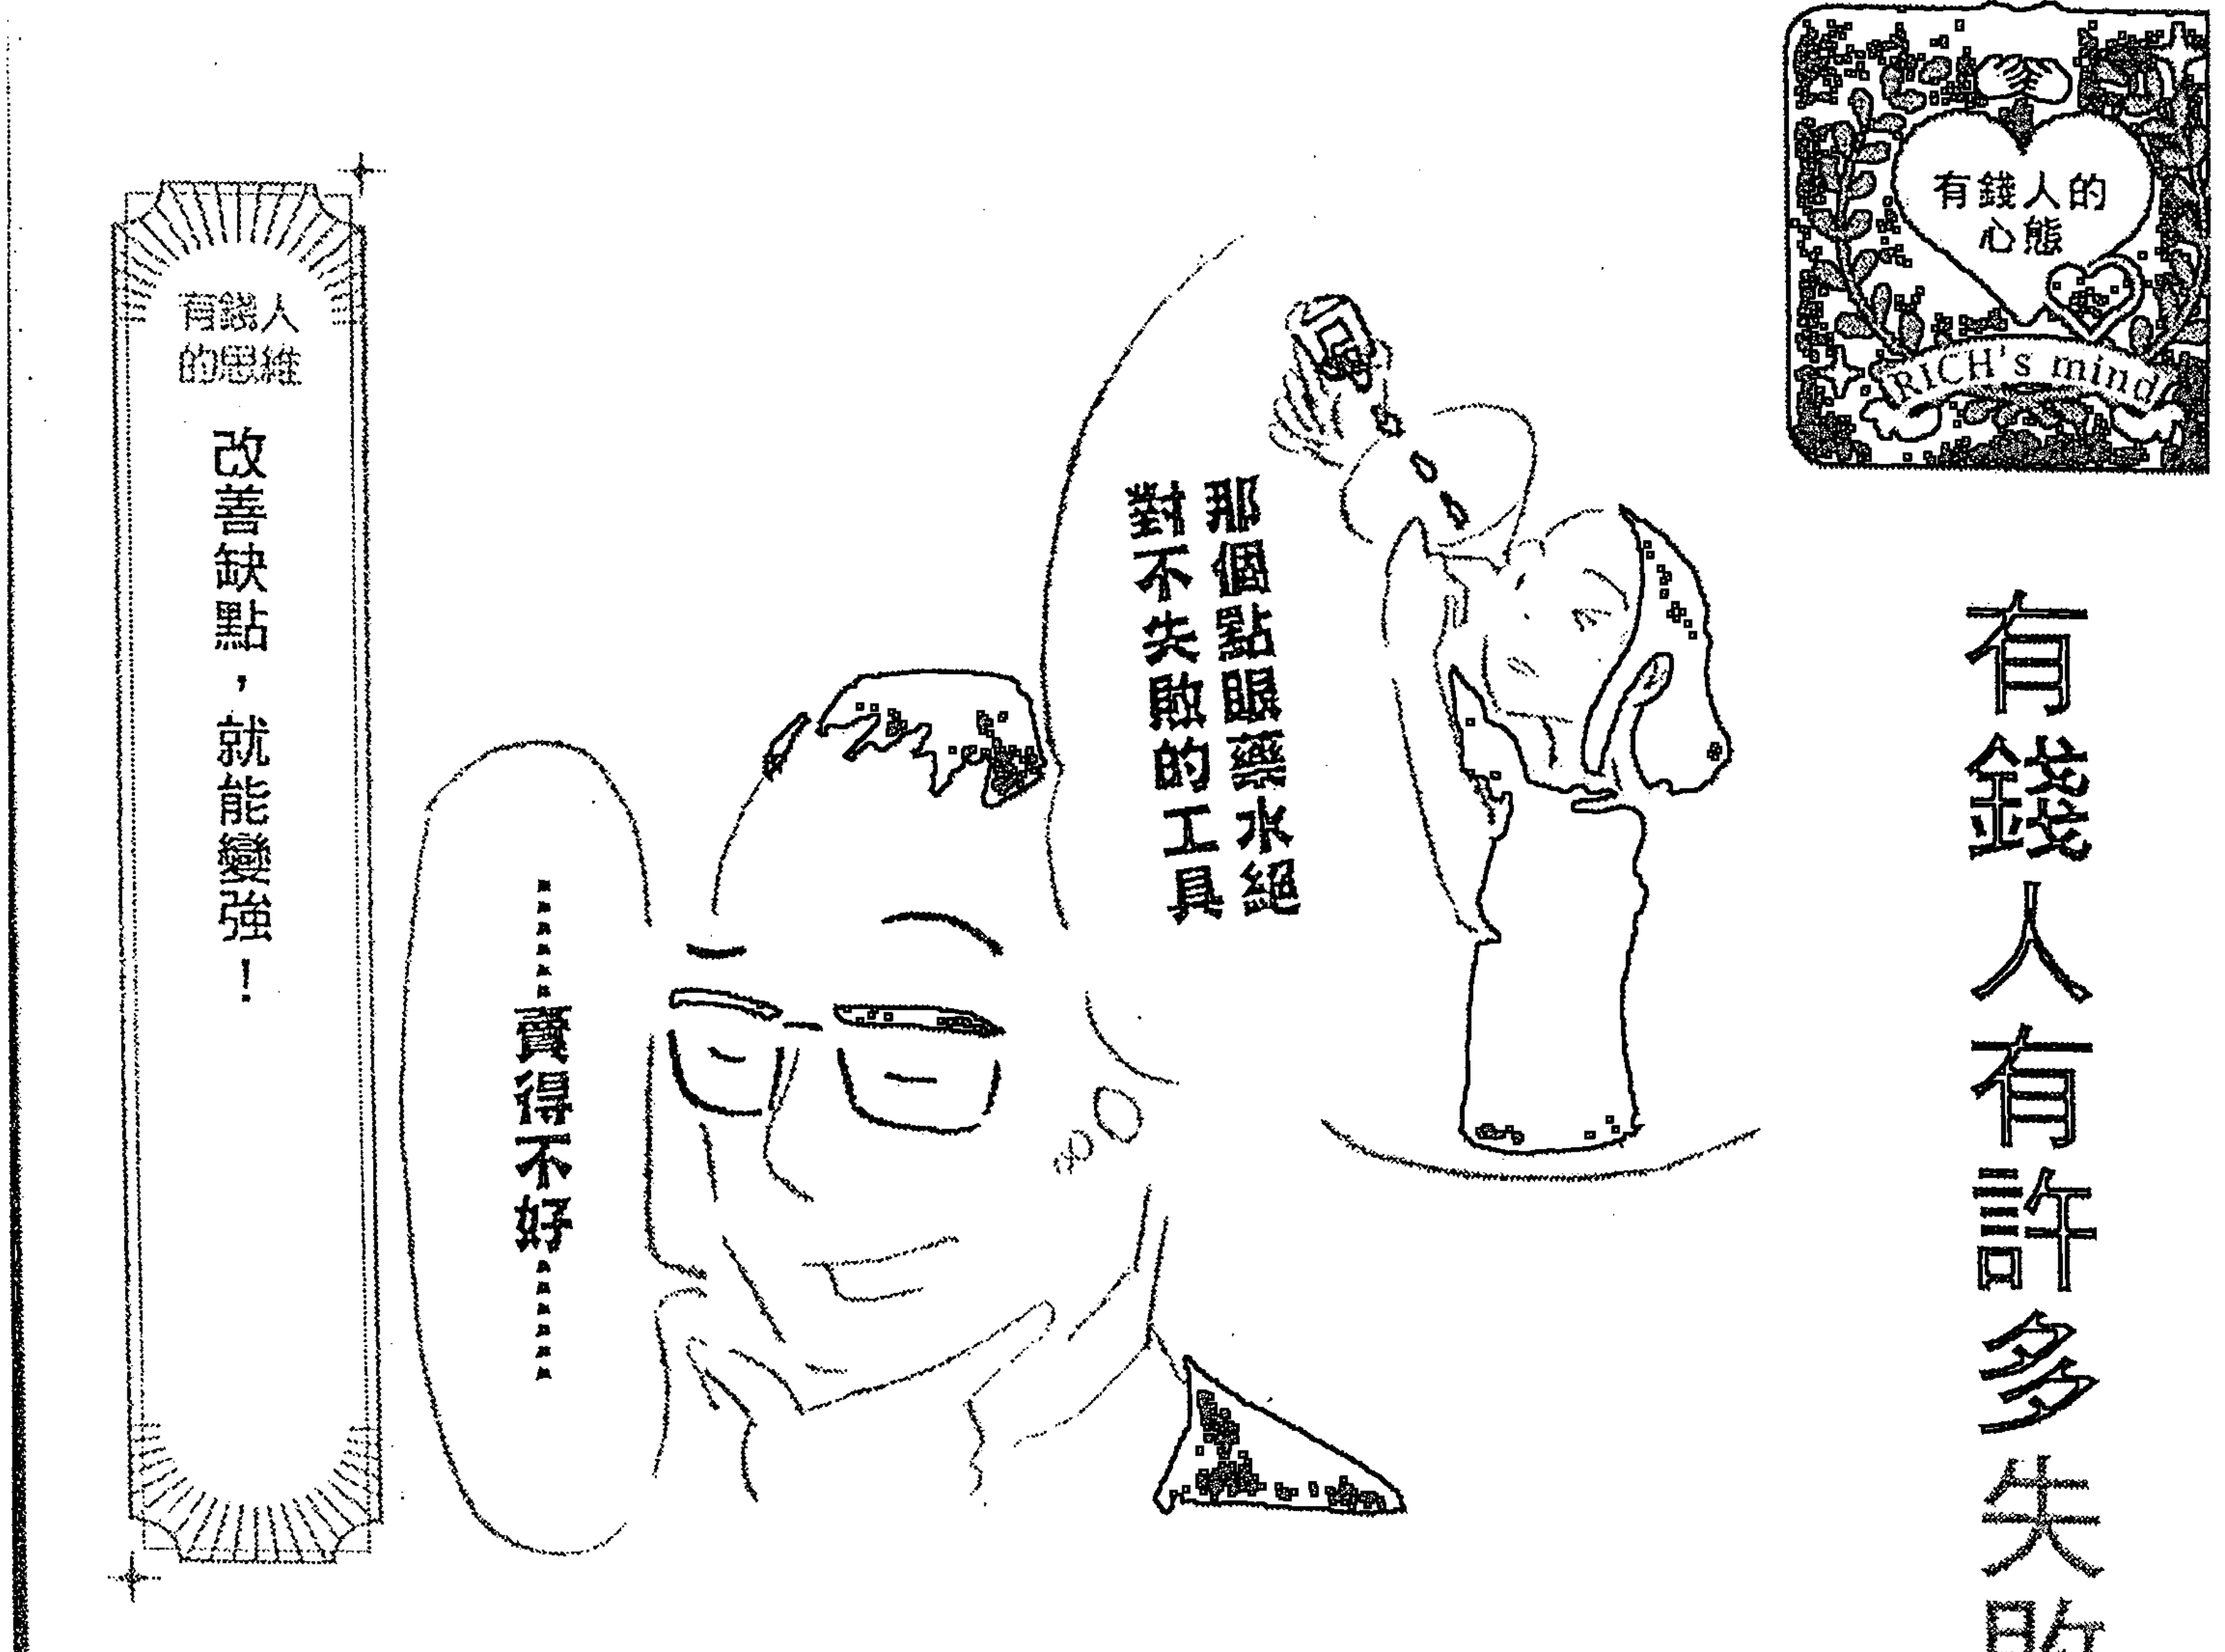 有錢人的
心態
RICH's mind
有錢人有許多失敗
那個點眼藥水絕
對不失敗的工具
……賣得不好……
有錢人
的思維
改善缺點，就能變強！